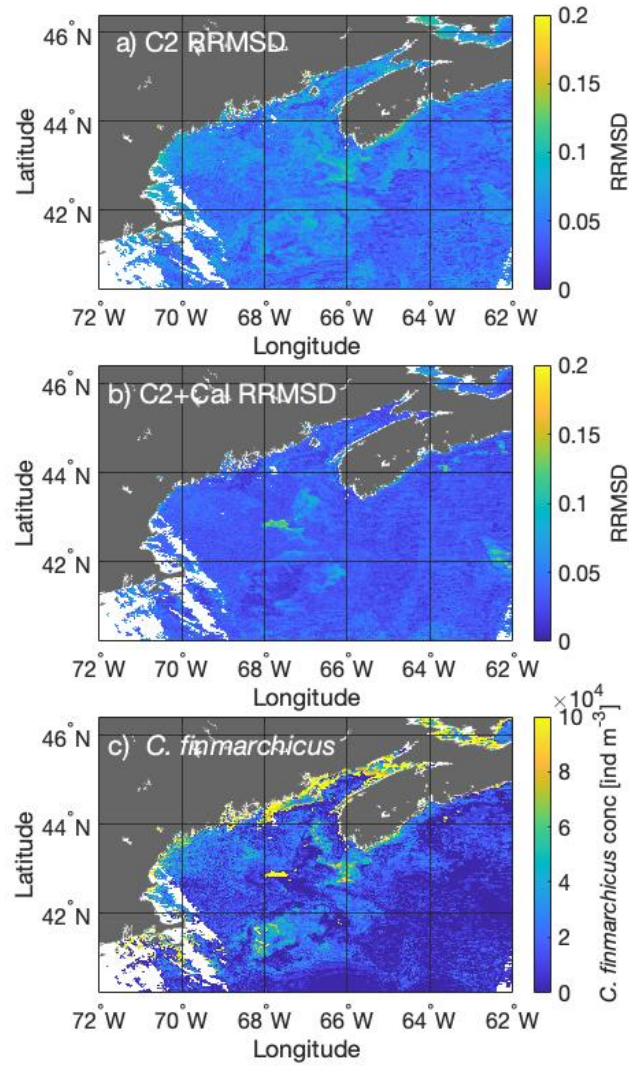 a) C2 RRMSD
46° N
44° N
42° N
Latitude
72° W 70° W 68° W 66° W 64° W 62° W
Longitude
0.2
0.15
0.1
0.05
0
RRMSD
b) C2+Cal RRMSD
46° N
44° N
42° N
Latitude
72° W 70° W 68° W 66° W 64° W 62° W
Longitude
0.2
0.15
0.1
0.05
0
RRMSD
c) C. finmarchicus
46° N
44° N
42° N
Latitude
72° W 70° W 68° W 66° W 64° W 62° W
Longitude
×10⁴
10
8
6
4
2
0
C. finmarchicus conc [ind m⁻³]